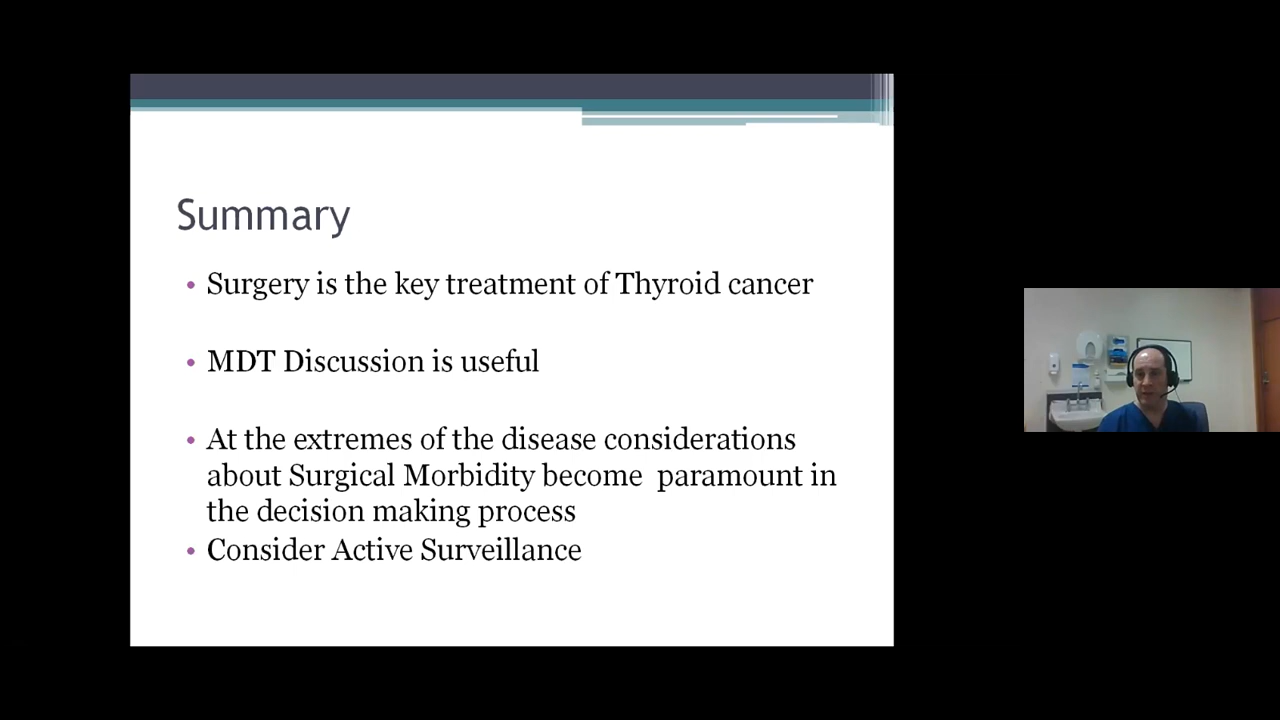 Summary
• Surgery is the key treatment of Thyroid cancer
• MDT Discussion is useful
• At the extremes of the disease considerations
about Surgical Morbidity become  paramount in
the decision making process
• Consider Active Surveillance